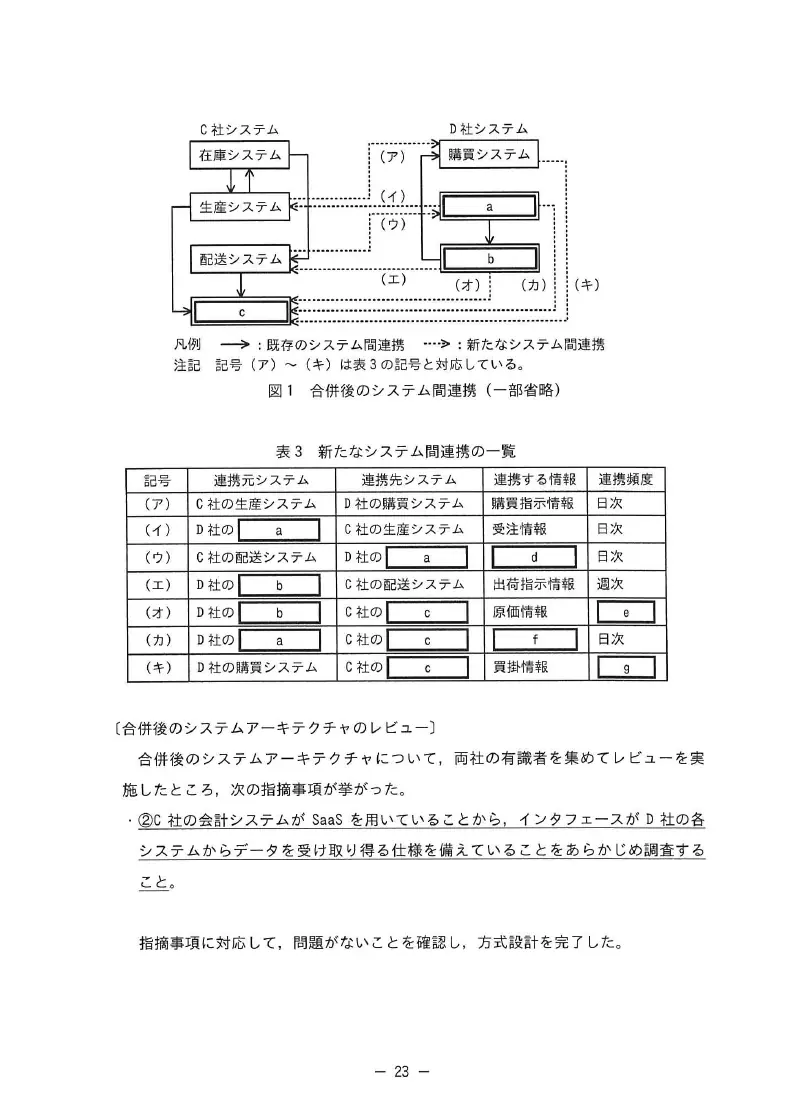 C社システム
D社システム
在庫システム
(ア)
購買システム
(イ)
生産システム
a
(ウ)
配送システム
b
(エ)
(オ)
(カ)
(キ)
c
凡例 ―→：既存のシステム間連携 ····→：新たなシステム間連携
注記 記号（ア）～（キ）は表3の記号と対応している。
図1 合併後のシステム間連携（一部省略）
表3 新たなシステム間連携の一覧
記号 連携元システム 連携先システム 連携する情報 連携頻度
（ア） C社の生産システム D社の購買システム 購買指示情報 日次
（イ） D社の a C社の生産システム 受注情報 日次
（ウ） C社の配送システム D社の a d 日次
（エ） D社の b C社の配送システム 出荷指示情報 週次
（オ） D社の b C社の c 原価情報 e
（カ） D社の a C社の c f 日次
（キ） D社の購買システム C社の c 買掛情報 g
〔合併後のシステムアーキテクチャのレビュー〕
合併後のシステムアーキテクチャについて，両社の有識者を集めてレビューを実
施したところ，次の指摘事項が挙がった。
・②C社の会計システムが SaaS を用いていることから，インタフェースが D 社の各
システムからデータを受け取り得る仕様を備えていることをあらかじめ調査する
こと。
指摘事項に対応して，問題がないことを確認し，方式設計を完了した。
－ 23 －